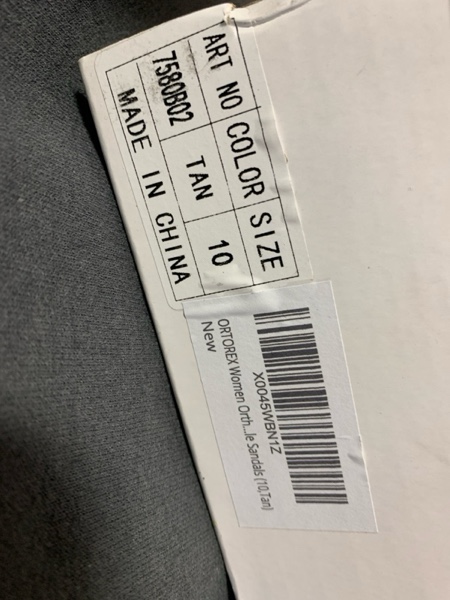 ART NO COLOR SIZE
7580B02 TAN 10
MADE IN CHINA
X0045WBN1Z
ORTOREX Women Orth...le Sandals (10,Tan)
New